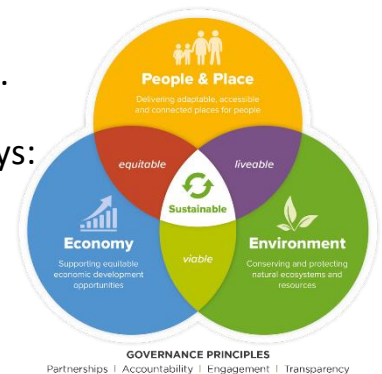 .
ys:
People & Place
Delivering adaptable, accessible
and connected places for people
equitable
liveable
Sustainable
Economy
Supporting equitable
economic development
opportunities
Environment
Conserving and protecting
natural ecosystems and
resources
viable
GOVERNANCE PRINCIPLES
Partnerships | Accountability | Engagement | Transparency